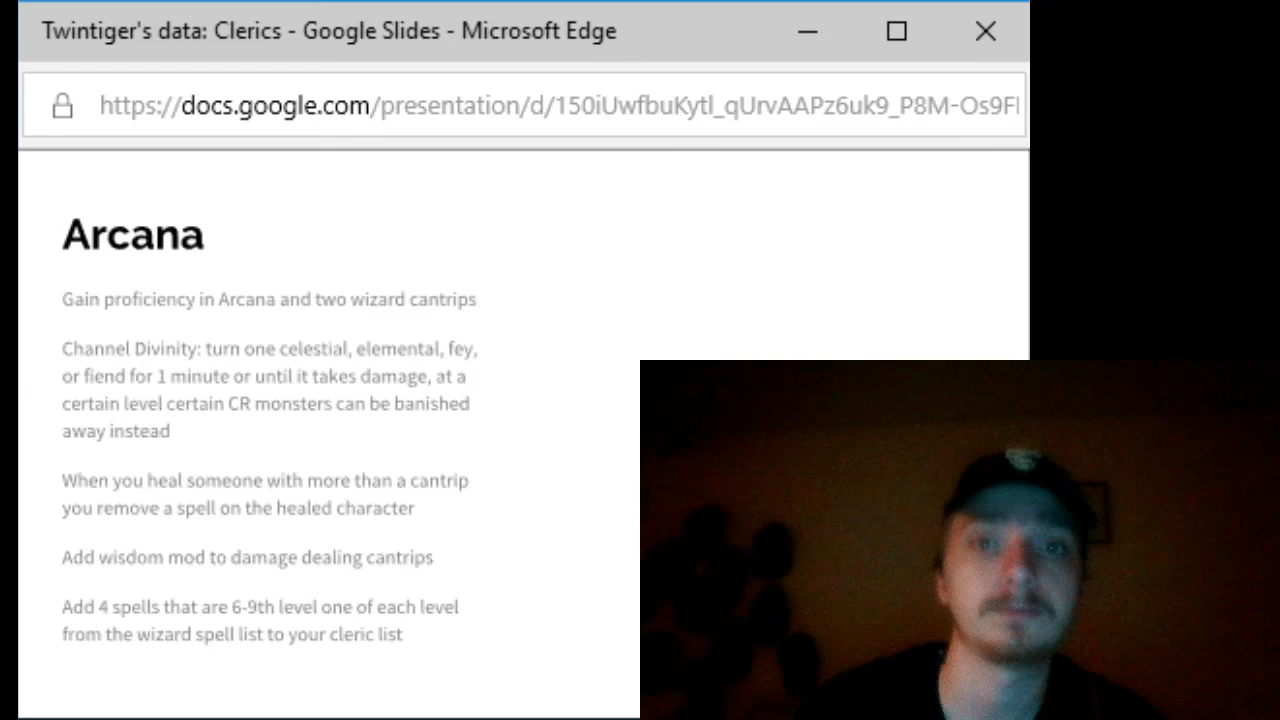 Twintiger's data: Clerics - Google Slides - Microsoft Edge
https://docs.google.com/presentation/d/150iUwfbuKytl_qUrvAAPz6uk9_P8M-Os9F
Arcana
Gain proficiency in Arcana and two wizard cantrips
Channel Divinity: turn one celestial, elemental, fey,
or fiend for 1 minute or until it takes damage, at a
certain level certain CR monsters can be banished
away instead
When you heal someone with more than a cantrip
you remove a spell on the healed character
Add wisdom mod to damage dealing cantrips
Add 4 spells that are 6-9th level one of each level
from the wizard spell list to your cleric list